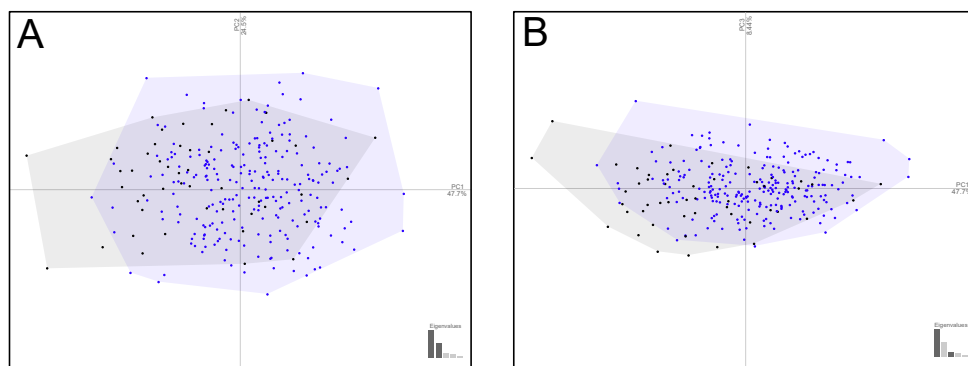 A
PC2
24.5%
PC1
47.7%
Eigenvalues
B
PC3
8.44%
PC1
47.7%
Eigenvalues